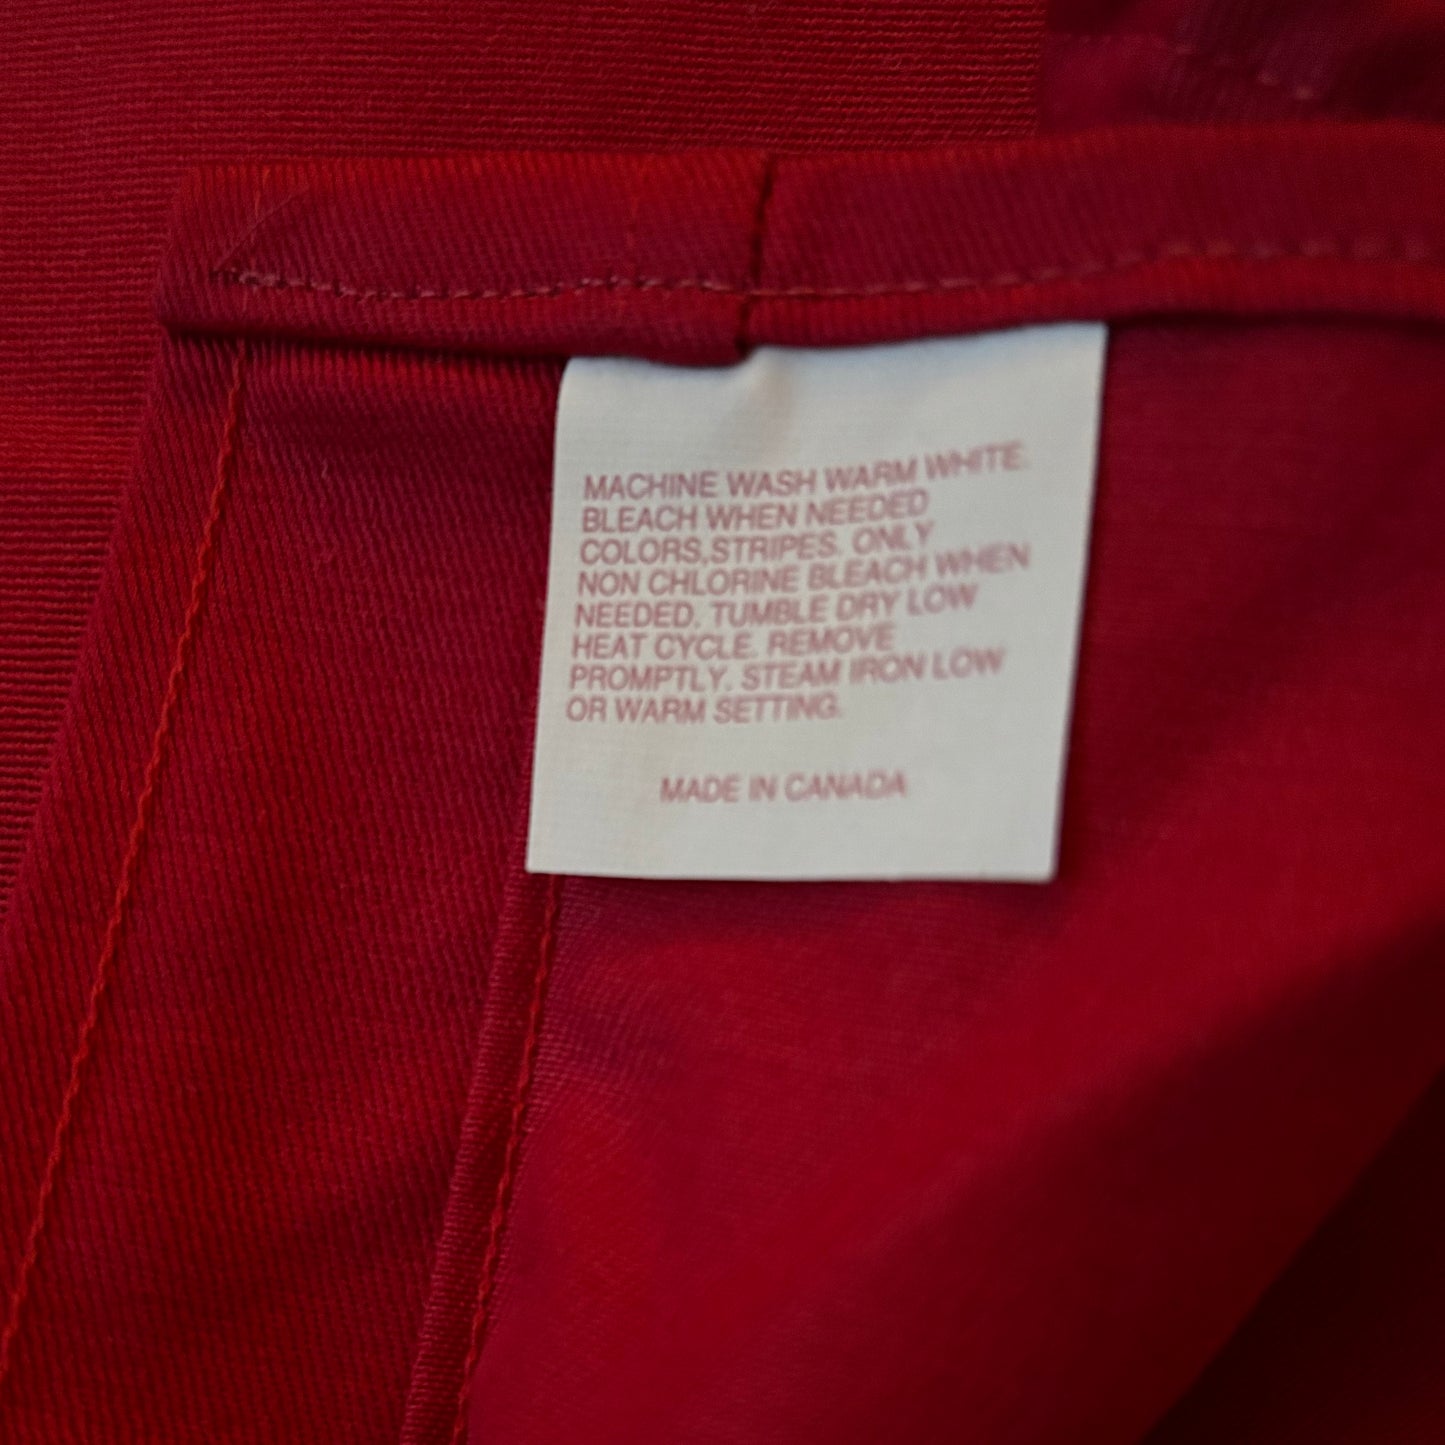 MACHINE WASH WARM WHITE.
BLEACH WHEN NEEDED
COLORS,STRIPES. ONLY
NON CHLORINE BLEACH WHEN
NEEDED. TUMBLE DRY LOW
HEAT CYCLE. REMOVE
PROMPTLY. STEAM IRON LOW
OR WARM SETTING.
MADE IN CANADA